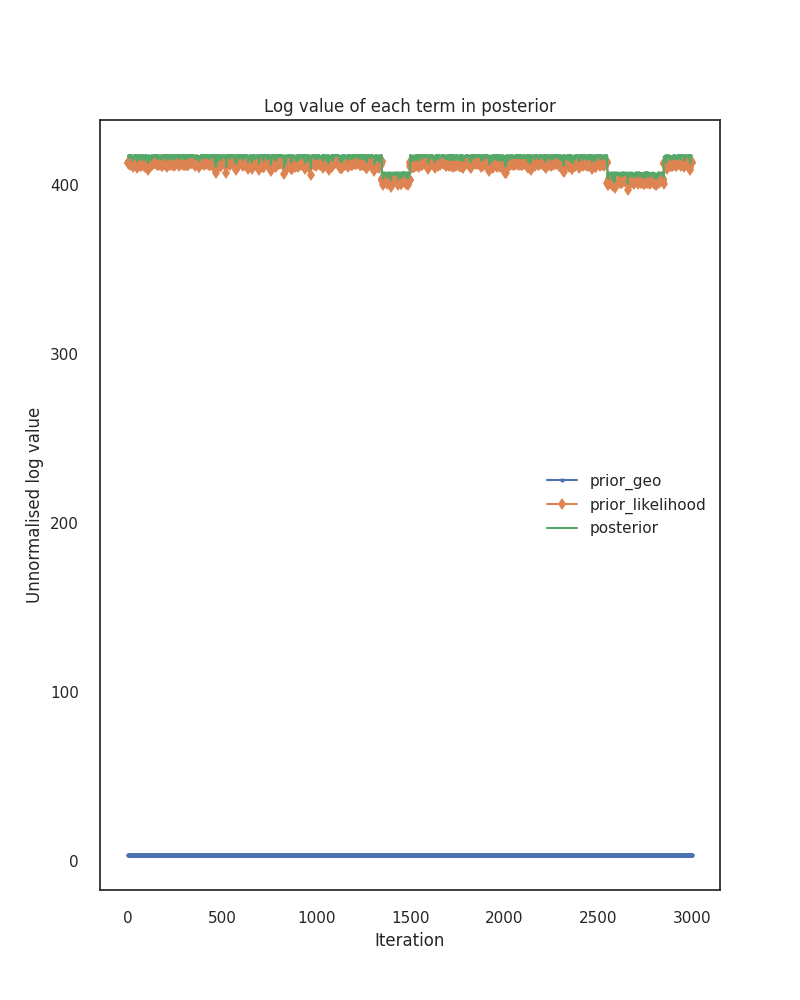 Log value of each term in posterior
Unnormalised log value
400
300
200
100
0
prior_geo
prior_likelihood
posterior
0 500 1000 1500 2000 2500 3000
Iteration